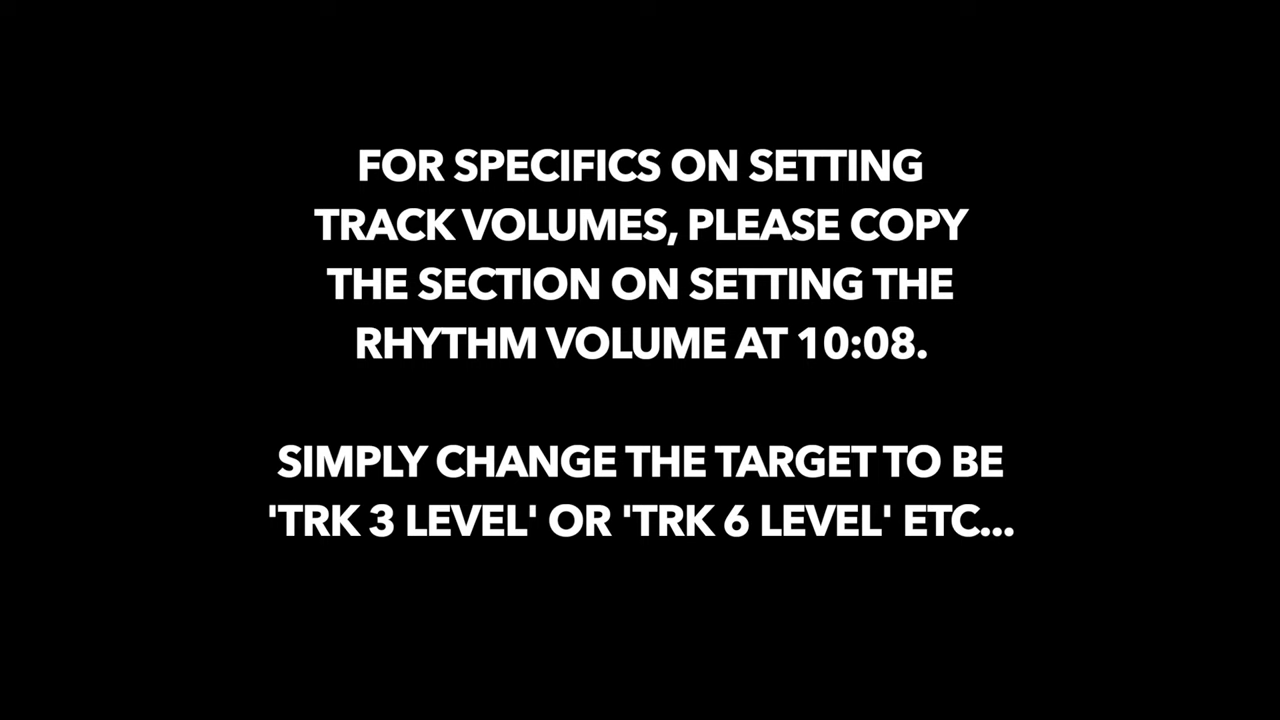 FOR SPECIFICS ON SETTING
TRACK VOLUMES, PLEASE COPY
THE SECTION ON SETTING THE
RHYTHM VOLUME AT 10:08.
SIMPLY CHANGE THE TARGET TO BE
'TRK 3 LEVEL' OR 'TRK 6 LEVEL' ETC...